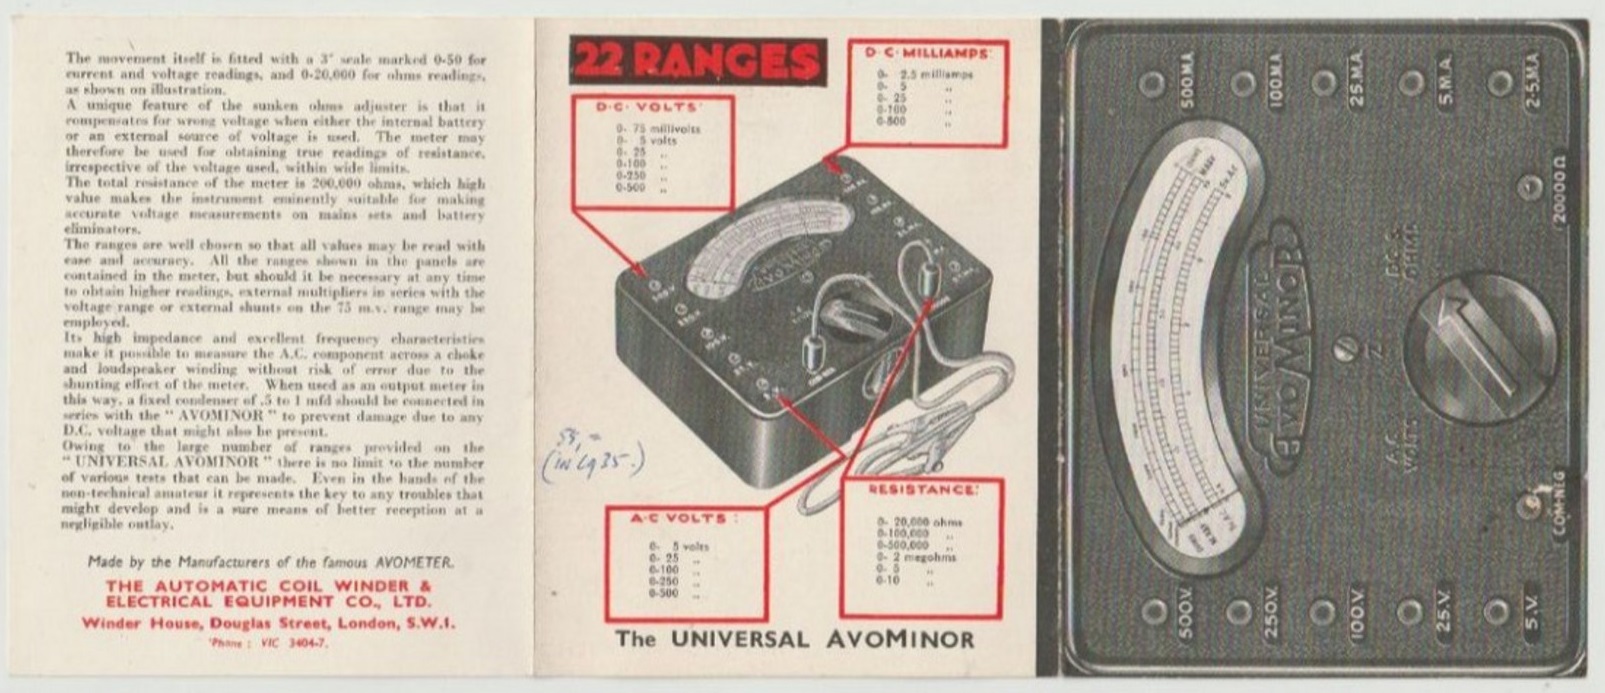 The movement itself is fitted with a 3" scale marked 0-50 for
current and voltage readings, and 0-20,000 for ohms readings,
as shown on illustration.
A unique feature of the sunken ohms adjuster is that it
compensates for wrong voltage when either the internal battery
or an external source of voltage is used. The meter may
therefore be used for obtaining true readings of resistance,
irrespective of the voltage used, within wide limits.
The total resistance of the meter is 200,000 ohms, which high
value makes the instrument eminently suitable for making
accurate voltage measurements on mains sets and battery
eliminators.
The ranges are well chosen so that all values may be read with
ease and accuracy. All the ranges shown in the panels are
contained in the meter, but should it be necessary at any time
to obtain higher readings, external multipliers in series with the
voltage range or external shunts on the 75 m.v. range may be
employed.
Its high impedance and excellent frequency characteristics
make it possible to measure the A.C. component across a choke
and loudspeaker winding without risk of error due to the
shunting effect of the meter. When used as an output meter in
this way, a fixed condenser of .5 to 1 mfd should be connected in
series with the " AVOMINOR " to prevent damage due to any
D.C. voltage that might also be present.
Owing to the large number of ranges provided on the
" UNIVERSAL AVOMINOR " there is no limit to the number
of various tests that can be made. Even in the hands of the
non-technical amateur it represents the key to any troubles that
might develop and is a sure means of better reception at a
negligible outlay.
Made by the Manufacturers of the famous AVOMETER.
THE AUTOMATIC COIL WINDER &
ELECTRICAL EQUIPMENT CO., LTD.
Winder House, Douglas Street, London, S.W.1.
'Phone : VIC 3404-7.
22 RANGES
D·C·MILLIAMPS
0- 2.5 milliamps
0- 5 "
0- 25 "
0-100 "
0-500 "
D·C·VOLTS
0- 75 millivolts
0- 5 volts
0- 25 "
0-100 "
0-250 "
0-500 "
(in 1935.)
A·C VOLTS :
0- 5 volts
0- 25 "
0-100 "
0-250 "
0-500 "
RESISTANCE:
0- 20,000 ohms
0-100,000 "
0-500,000 "
0- 2 megohms
0- 5 "
0-10 "
The UNIVERSAL AVOMINOR
500MA
100MA
25.MA.
5.M.A.
2·5MA
20000Ω
UNIVERSAL
AVOMINOR
D.C. &
OHMS
Z
A.C.
VOLTS
COM-NEG
500V.
250V.
100V.
25.V.
5.V.